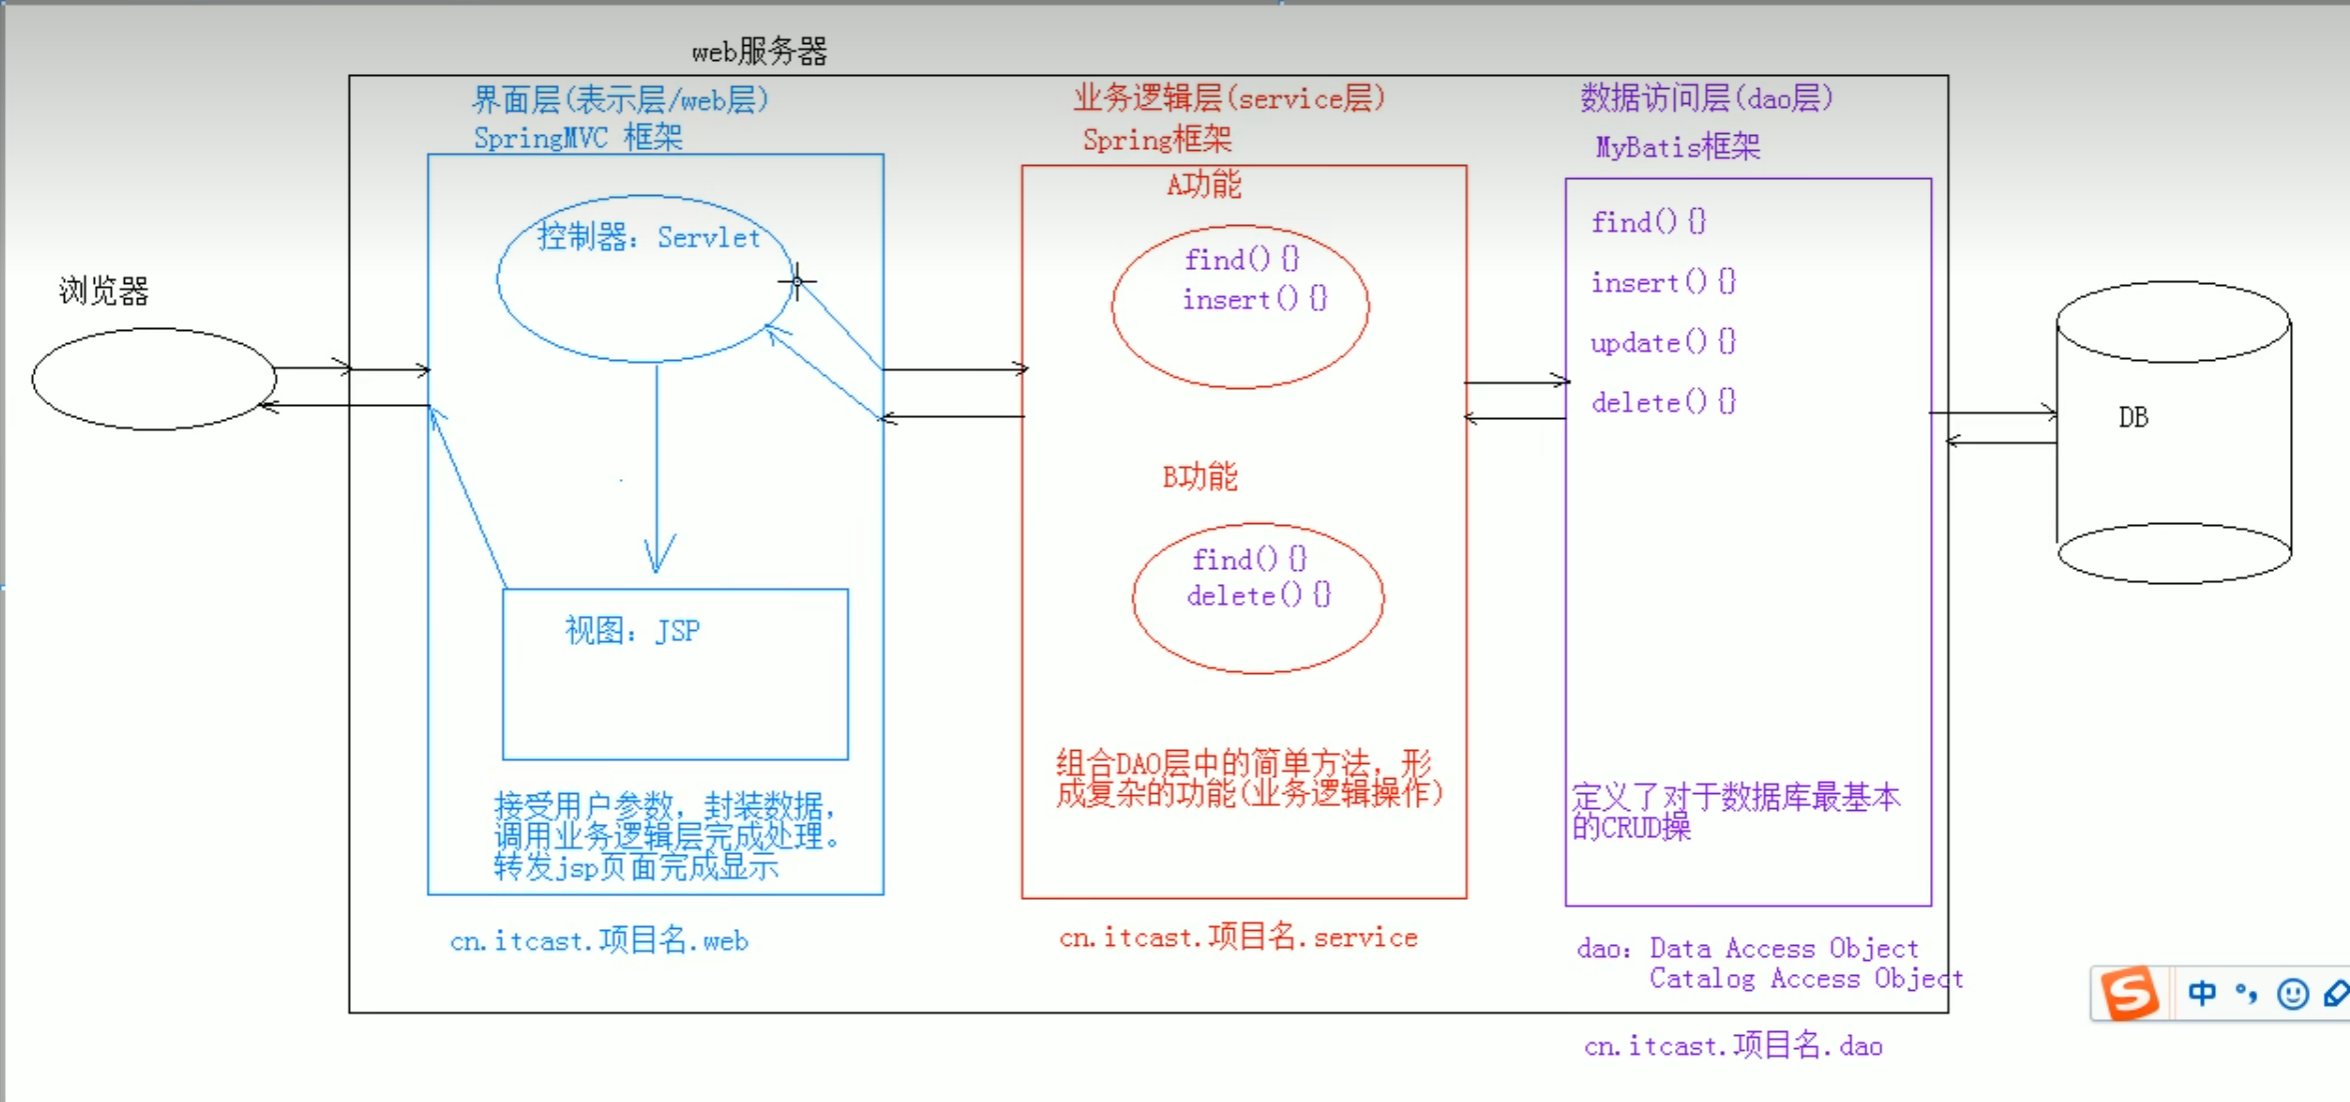 web服务器
界面层(表示层/web层)
SpringMVC 框架
业务逻辑层(service层)
Spring框架
数据访问层(dao层)
MyBatis框架
浏览器
控制器：Servlet
视图：JSP
接受用户参数，封装数据，
调用业务逻辑层完成处理。
转发jsp页面完成显示
cn.itcast.项目名.web
A功能
find(){}
insert(){}
B功能
find(){}
delete(){}
组合DAO层中的简单方法，形
成复杂的功能(业务逻辑操作)
cn.itcast.项目名.service
find(){}
insert(){}
update(){}
delete(){}
定义了对于数据库最基本
的CRUD操
dao：Data Access Object
Catalog Access Object
cn.itcast.项目名.dao
DB
S 中 °，